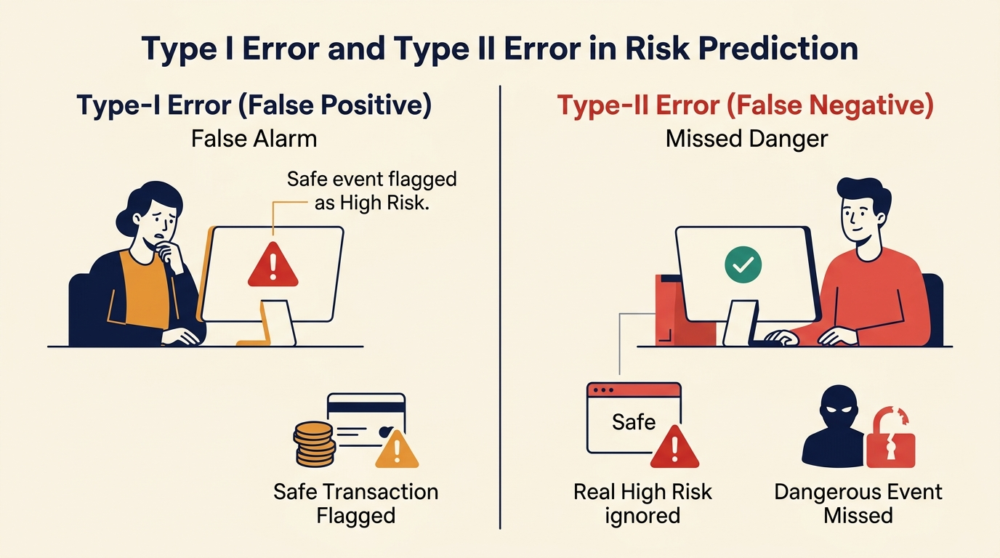 Type I Error and Type II Error in Risk Prediction
Type-I Error (False Positive)
False Alarm
Safe event flagged
as High Risk.
Safe Transaction
Flagged
Type-II Error (False Negative)
Missed Danger
Safe
Real High Risk
ignored
Dangerous Event
Missed